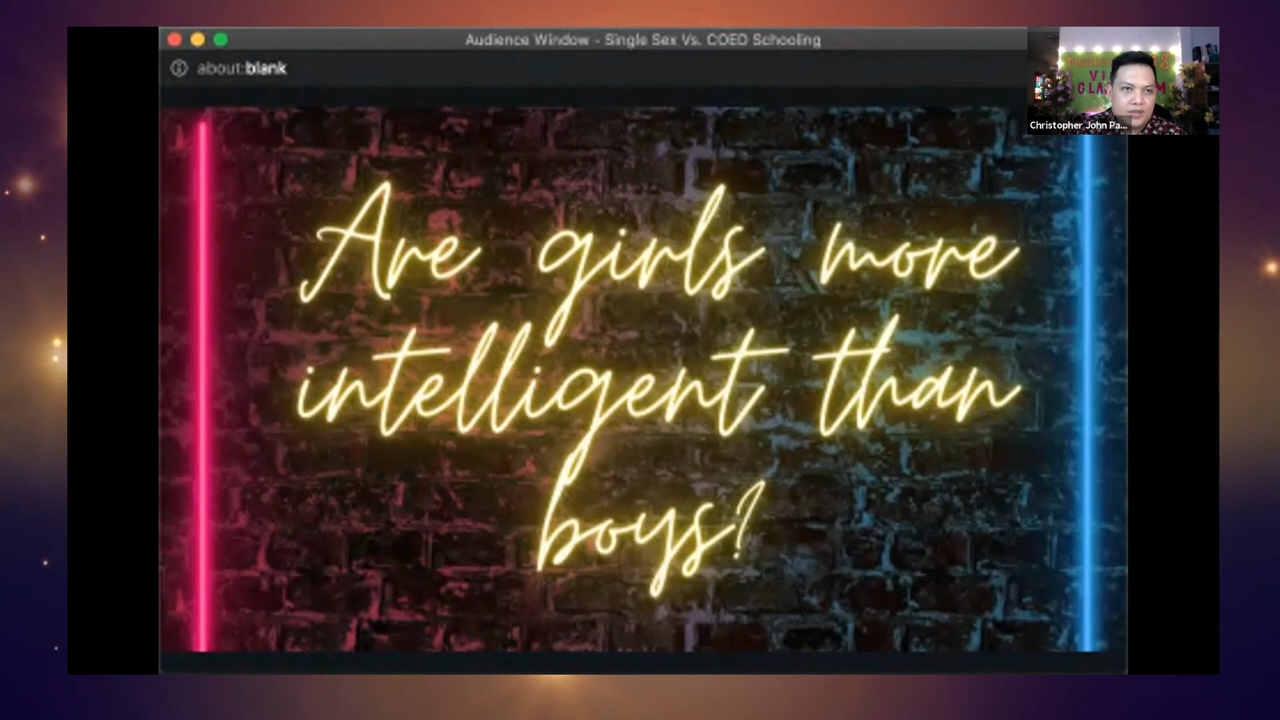 Audience Window - Single Sex Vs. COED Schooling
about:blank
Christopher John Pa...
Are girls more
intelligent than
boys?